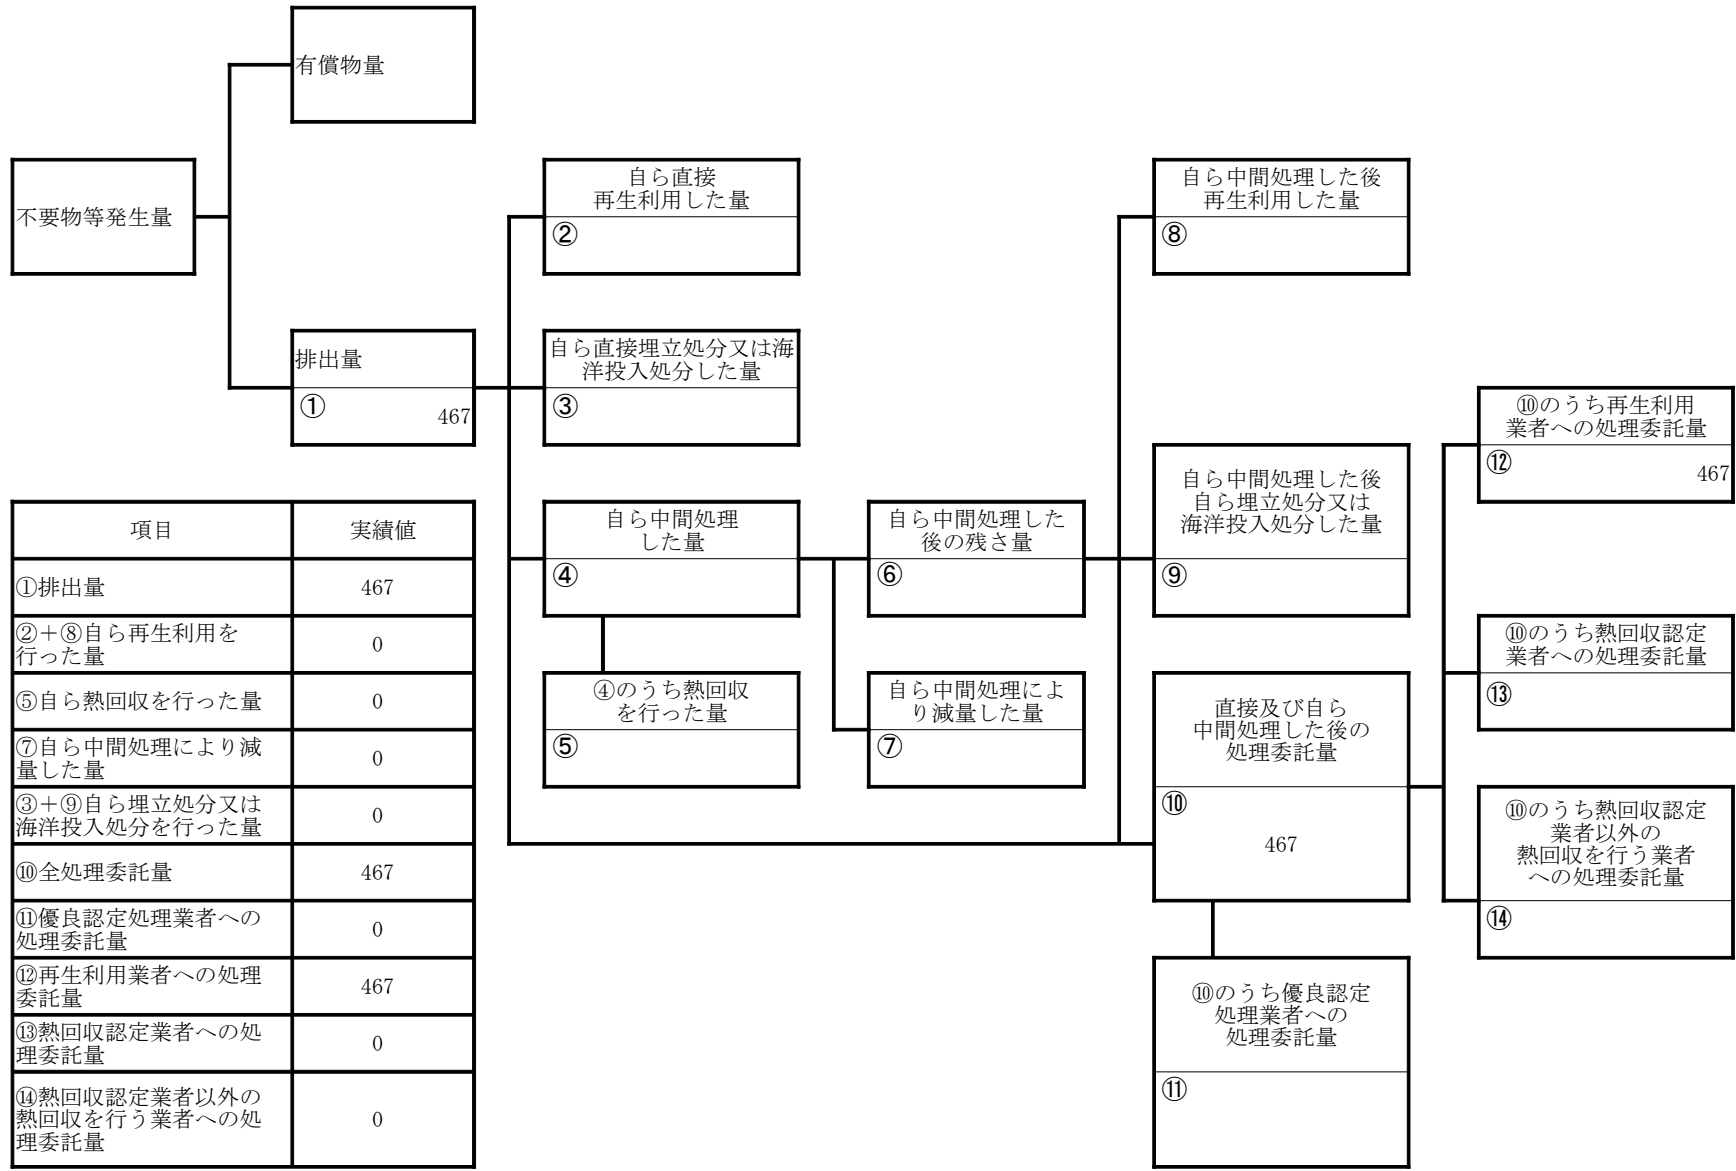 有償物量
不要物等発生量
自ら直接
再生利用した量
②
自ら中間処理した後
再生利用した量
⑧
排出量
①
467
自ら直接埋立処分又は海
洋投入処分した量
③
⑩のうち再生利用
業者への処理委託量
⑫
467
自ら中間処理
した量
④
自ら中間処理した
後の残さ量
⑥
自ら中間処理した後
自ら埋立処分又は
海洋投入処分した量
⑨
⑩のうち熱回収認定
業者への処理委託量
⑬
④のうち熱回収
を行った量
⑤
自ら中間処理によ
り減量した量
⑦
直接及び自ら
中間処理した後の
処理委託量
⑩
467
⑩のうち熱回収認定
業者以外の
熱回収を行う業者
への処理委託量
⑭
⑩のうち優良認定
処理業者への
処理委託量
⑪
項目
実績値
①排出量
467
②＋⑧自ら再生利用を
行った量
0
⑤自ら熱回収を行った量
0
⑦自ら中間処理により減
量した量
0
③＋⑨自ら埋立処分又は
海洋投入処分を行った量
0
⑩全処理委託量
467
⑪優良認定処理業者への
処理委託量
0
⑫再生利用業者への処理
委託量
467
⑬熱回収認定業者への処
理委託量
0
⑭熱回収認定業者以外の
熱回収を行う業者への処
理委託量
0